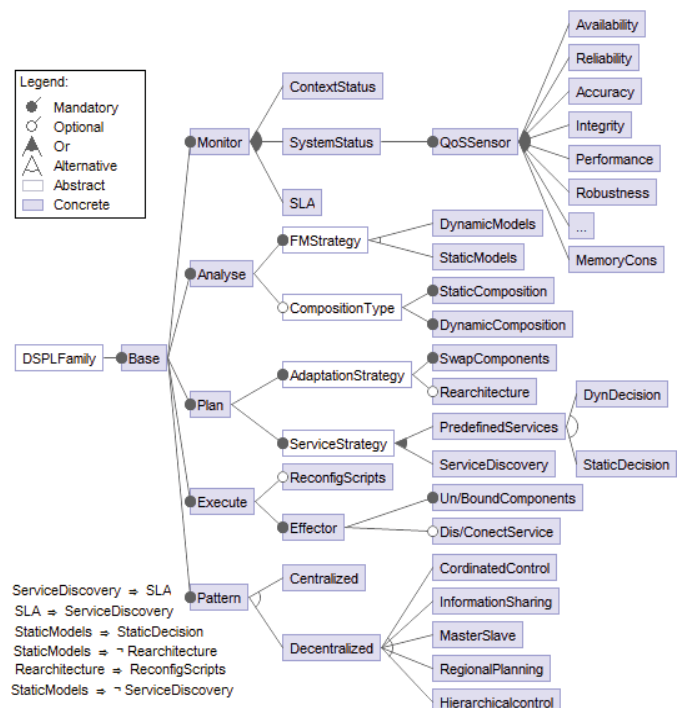 Legend:
Mandatory
Optional
Or
Alternative
Abstract
Concrete
DSPLFamily
Base
Monitor
ContextStatus
SystemStatus
SLA
QoSSensor
Availability
Reliability
Accuracy
Integrity
Performance
Robustness
...
MemoryCons
Analyse
FMStrategy
DynamicModels
StaticModels
CompositionType
StaticComposition
DynamicComposition
Plan
AdaptationStrategy
SwapComponents
Rearchitecture
ServiceStrategy
PredefinedServices
DynDecision
StaticDecision
ServiceDiscovery
Execute
ReconfigScripts
Effector
Un/BoundComponents
Dis/ConectService
Pattern
Centralized
Decentralized
CordinatedControl
InformationSharing
MasterSlave
RegionalPlanning
Hierarchicalcontrol
ServiceDiscovery ⇒ SLA
SLA ⇒ ServiceDiscovery
StaticModels ⇒ StaticDecision
StaticModels ⇒ ¬ Rearchitecture
Rearchitecture ⇒ ReconfigScripts
StaticModels ⇒ ¬ ServiceDiscovery